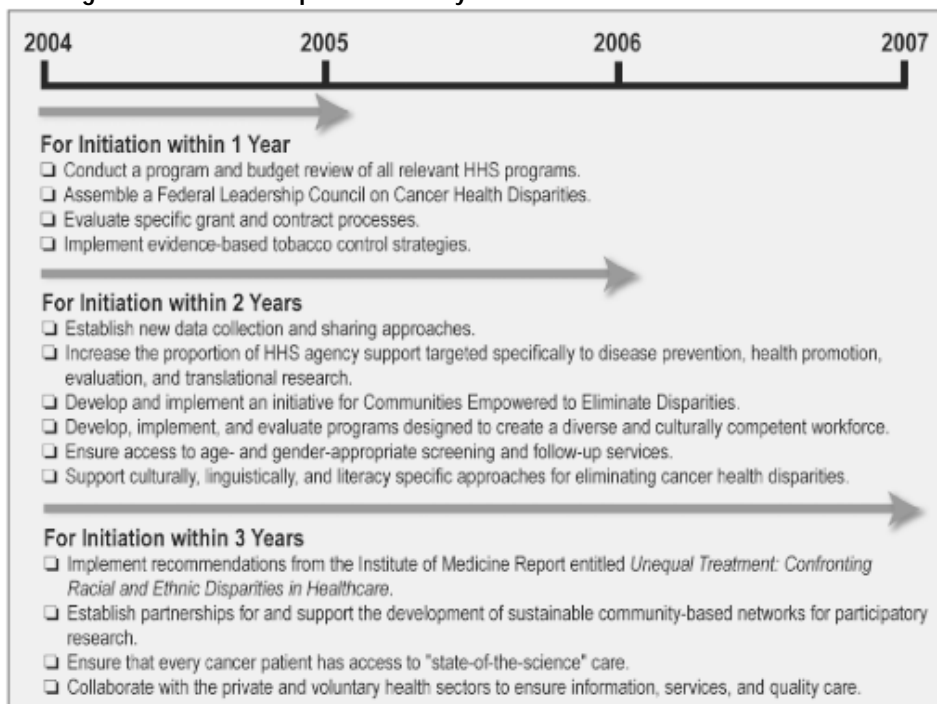 2004 2005 2006 2007
For Initiation within 1 Year
❏ Conduct a program and budget review of all relevant HHS programs.
❏ Assemble a Federal Leadership Council on Cancer Health Disparities.
❏ Evaluate specific grant and contract processes.
❏ Implement evidence-based tobacco control strategies.
For Initiation within 2 Years
❏ Establish new data collection and sharing approaches.
❏ Increase the proportion of HHS agency support targeted specifically to disease prevention, health promotion,
evaluation, and translational research.
❏ Develop and implement an initiative for Communities Empowered to Eliminate Disparities.
❏ Develop, implement, and evaluate programs designed to create a diverse and culturally competent workforce.
❏ Ensure access to age- and gender-appropriate screening and follow-up services.
❏ Support culturally, linguistically, and literacy specific approaches for eliminating cancer health disparities.
For Initiation within 3 Years
❏ Implement recommendations from the Institute of Medicine Report entitled Unequal Treatment: Confronting
Racial and Ethnic Disparities in Healthcare.
❏ Establish partnerships for and support the development of sustainable community-based networks for participatory
research.
❏ Ensure that every cancer patient has access to "state-of-the-science" care.
❏ Collaborate with the private and voluntary health sectors to ensure information, services, and quality care.